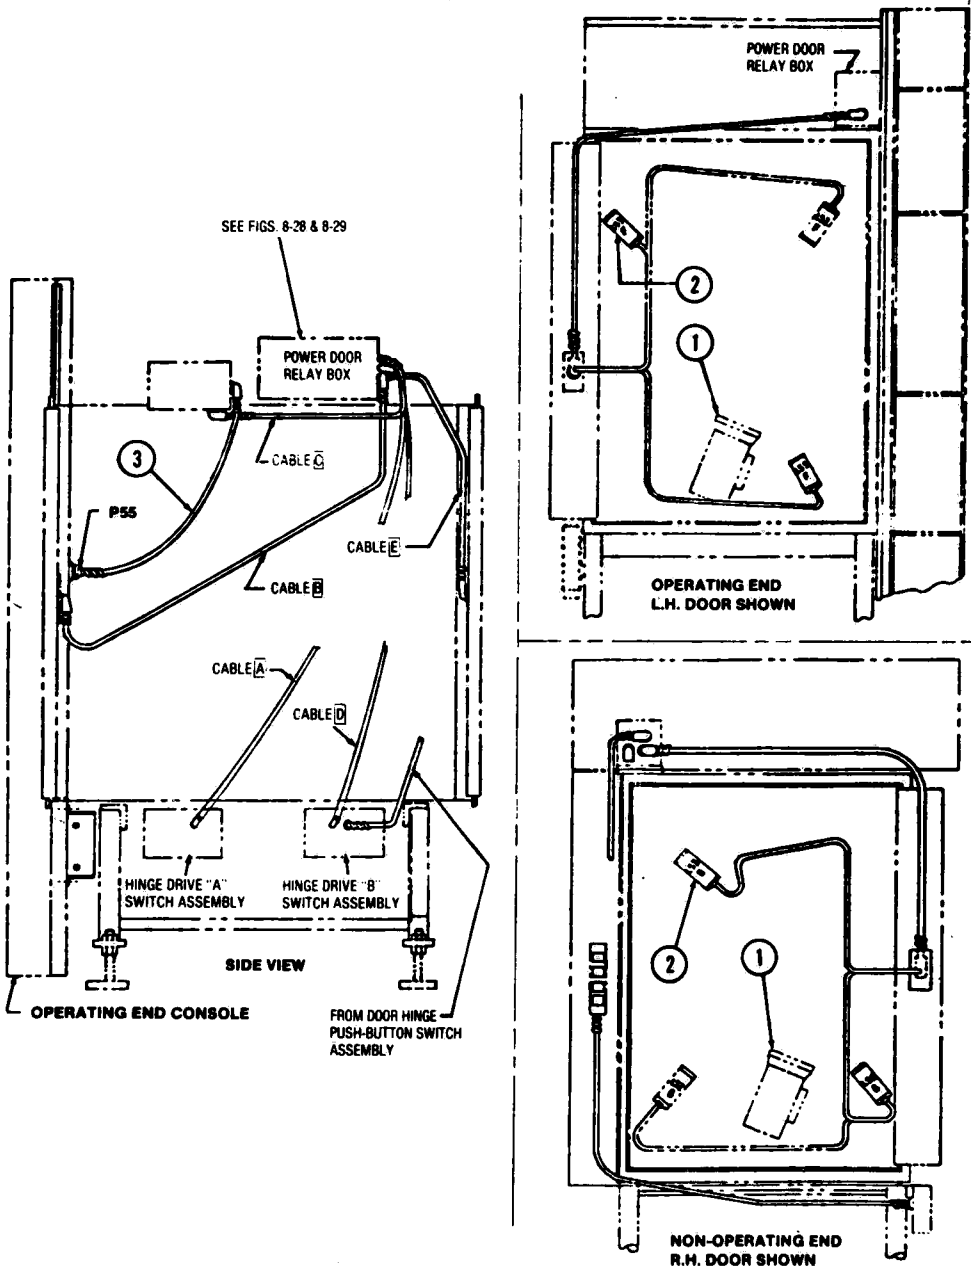 POWER DOOR
RELAY BOX
SEE FIGS. 8-28 & 8-29
2
1
POWER DOOR
RELAY BOX
CABLE C
3
P55
CABLE E
CABLE B
OPERATING END
L.H. DOOR SHOWN
CABLE A
CABLE D
HINGE DRIVE "A"
SWITCH ASSEMBLY
HINGE DRIVE "B"
SWITCH ASSEMBLY
SIDE VIEW
2
1
OPERATING END CONSOLE
FROM DOOR HINGE
PUSH-BUTTON SWITCH
ASSEMBLY
NON-OPERATING END
R.H. DOOR SHOWN